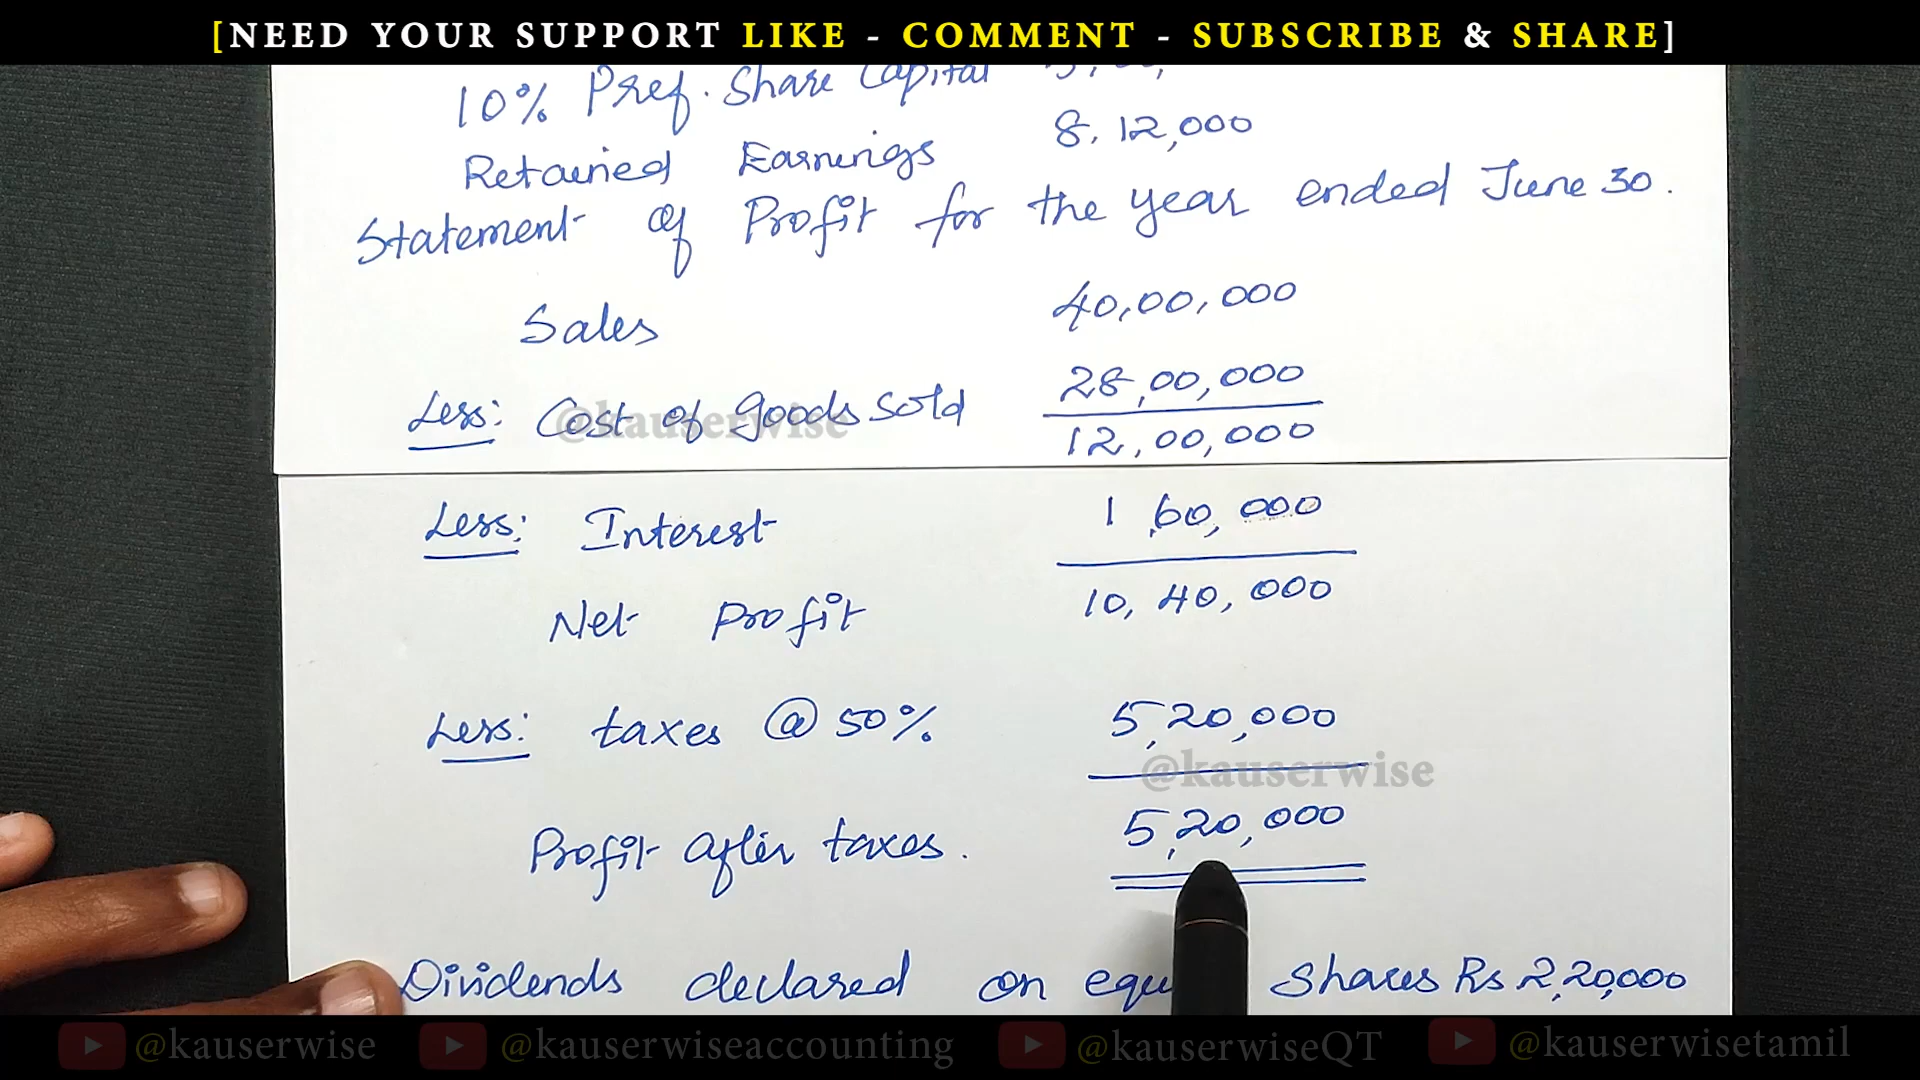 [NEED YOUR SUPPORT LIKE - COMMENT - SUBSCRIBE & SHARE]
10% Pref. Share Capital
Retained Earnings 8,12,000
Statement of Profit for the year ended June 30.
Sales 40,00,000
Less: Cost of goods sold 28,00,000
@kauserwise
12,00,000
Less: Interest 1,60,000
Net Profit 10,40,000
Less: taxes @ 50% 5,20,000
@kauserwise
Profit after taxes. 5,20,000
Dividends declared on equ Shares Rs 2,20,000
@kauserwise @kauserwiseaccounting @kauserwiseQT @kauserwisetamil